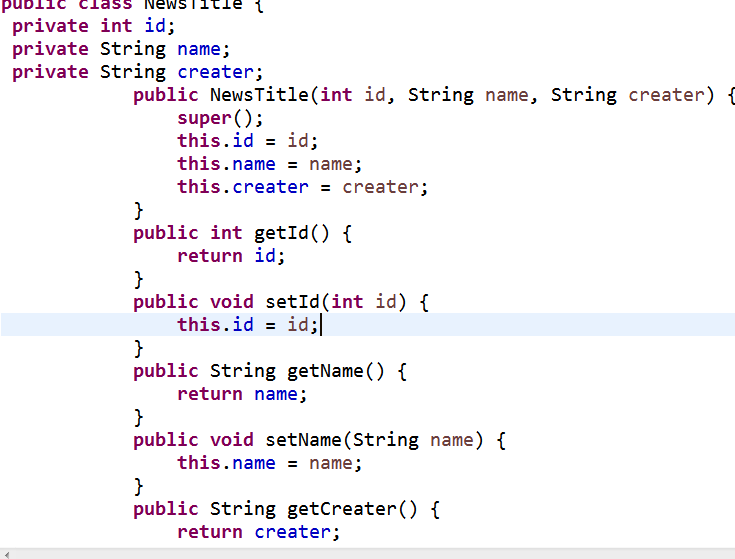 public class NewsTitle {
private int id;
private String name;
private String creater;
public NewsTitle(int id, String name, String creater) {
super();
this.id = id;
this.name = name;
this.creater = creater;
}
public int getId() {
return id;
}
public void setId(int id) {
this.id = id;
}
public String getName() {
return name;
}
public void setName(String name) {
this.name = name;
}
public String getCreater() {
return creater;